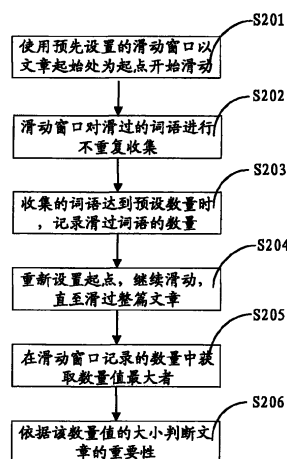 S201
使用预先设置的滑动窗口以
文章起始处为起点开始滑动
S202
滑动窗口对滑过的词语进行
不重复收集
S203
收集的词语达到预设数量时
，记录滑过词语的数量
S204
重新设置起点，继续滑动，
直至滑过整篇文章
S205
在滑动窗口记录的数量中获
取数量值最大者
S206
依据该数量值的大小判断文
章的重要性